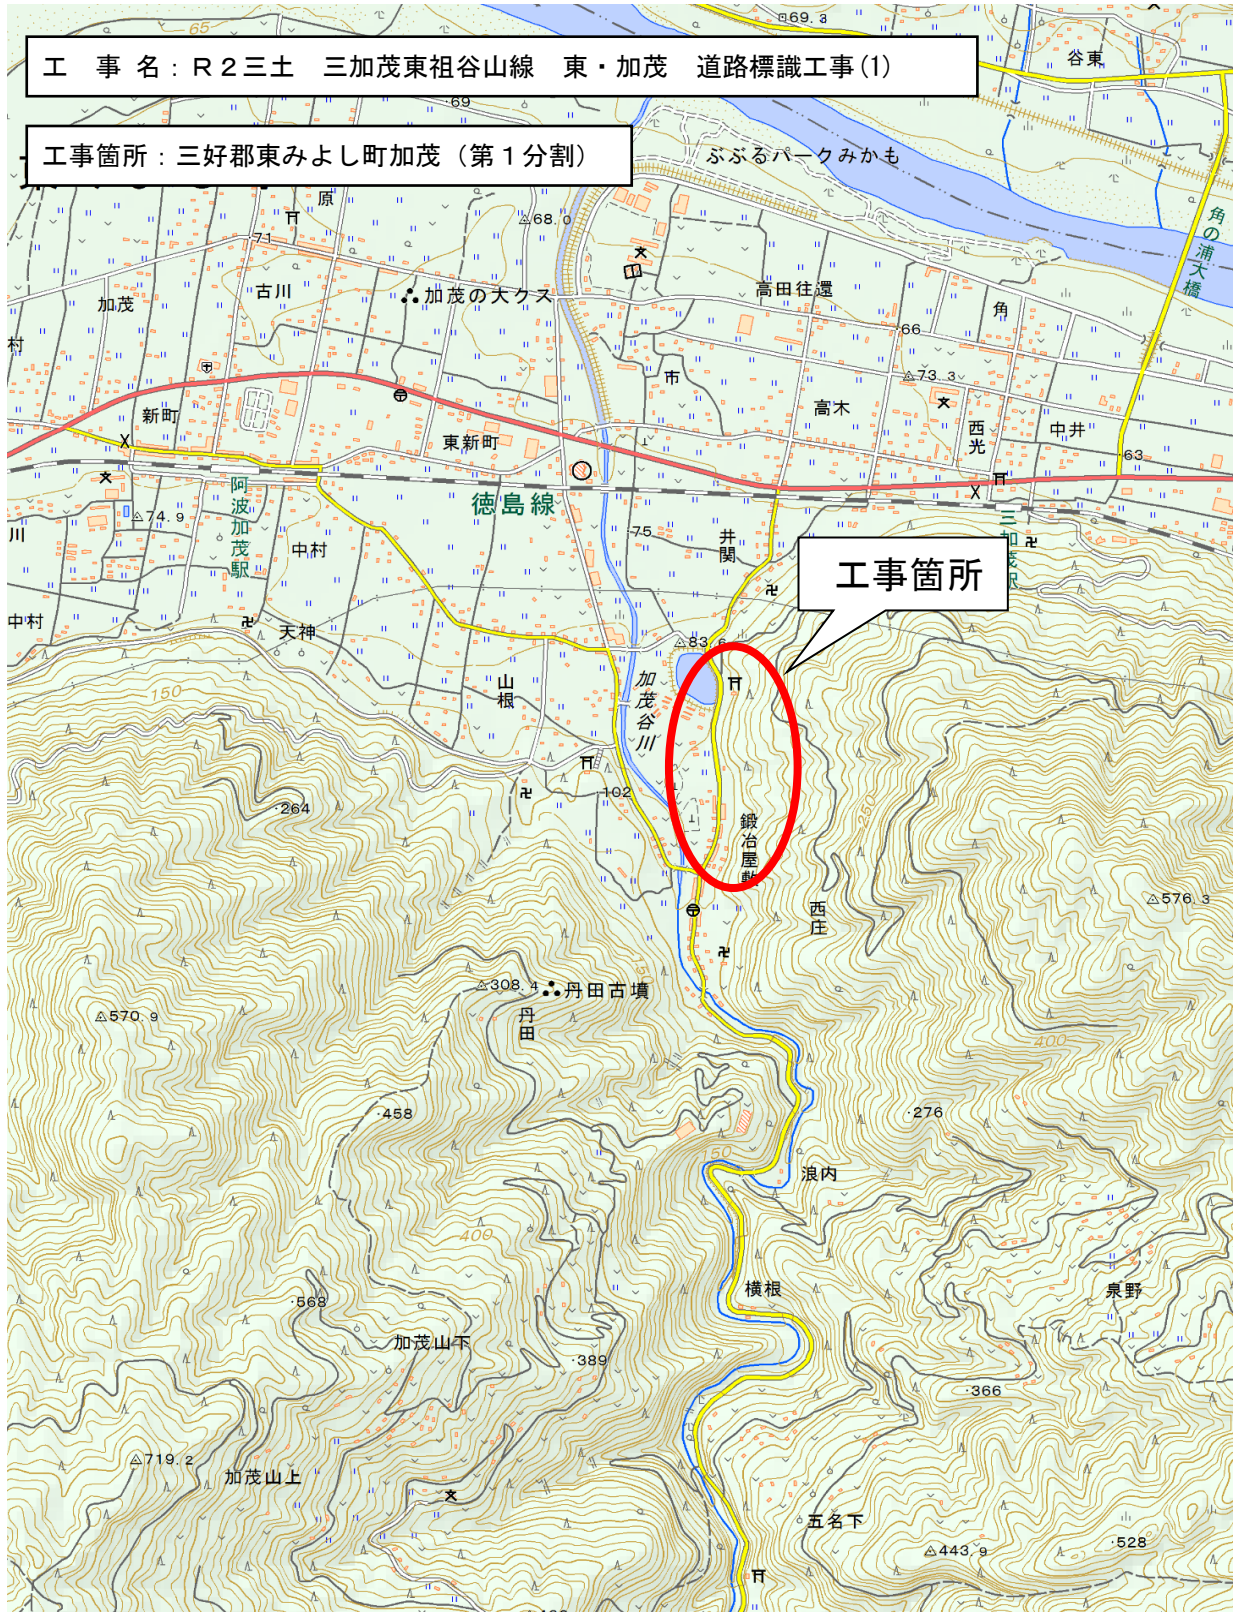 工　事　名：Ｒ２三土　三加茂東祖谷山線　東・加茂　道路標識工事(1)
工事箇所：三好郡東みよし町加茂（第１分割）
65
69.3
谷東
69
ぶぶるパークみかも
原
68.0
71
角の浦大橋
加茂
古川
加茂の大クス
高田往還
角
66
村
市
73.3
新町
高木
西光
中井
東新町
63
阿波加茂駅
徳島線
74.9
川
中村
75
井関
三加茂駅
工事箇所
中村
天神
83.6
150
山根
加茂谷川
264
102
鍛冶屋敷
250
西庄
576.3
150
308.4
丹田古墳
570.9
丹田
400
458
276
150
浪内
400
横根
泉野
568
加茂山下
389
366
719.2
加茂山上
五名下
443.9
528